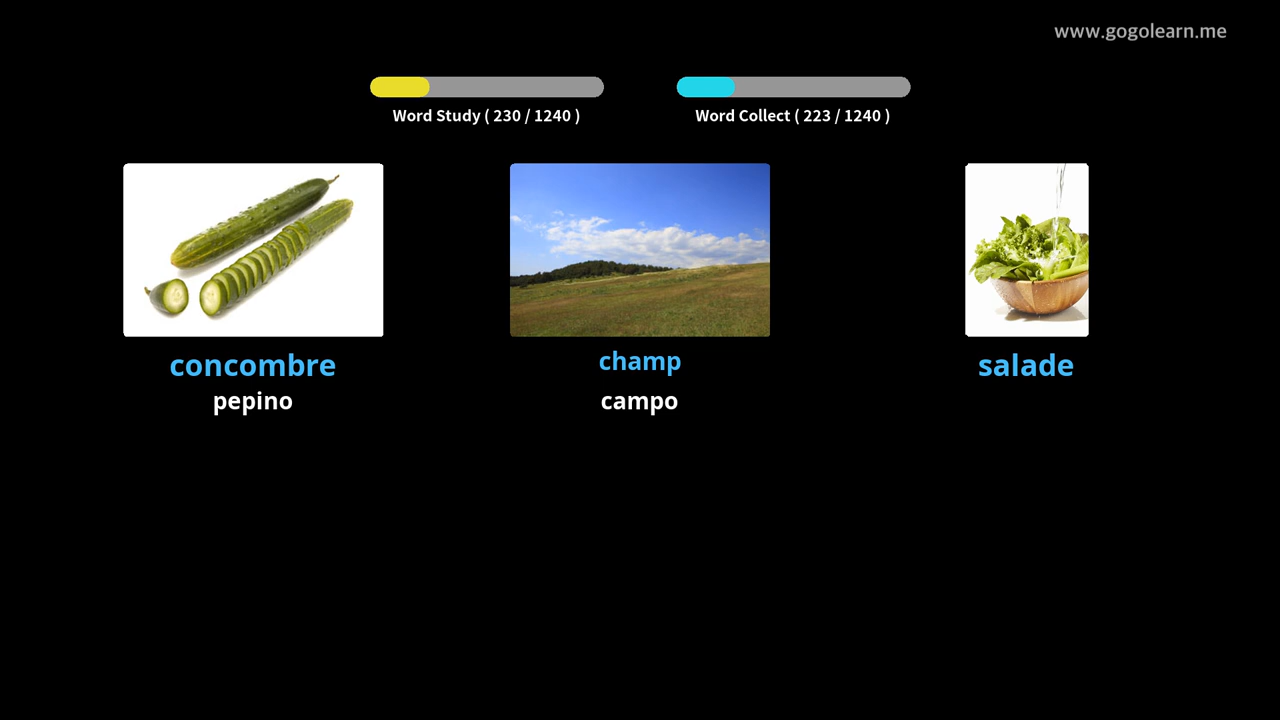 www.gogolearn.me
Word Study ( 230 / 1240 )
Word Collect ( 223 / 1240 )
concombre
pepino
champ
campo
salade